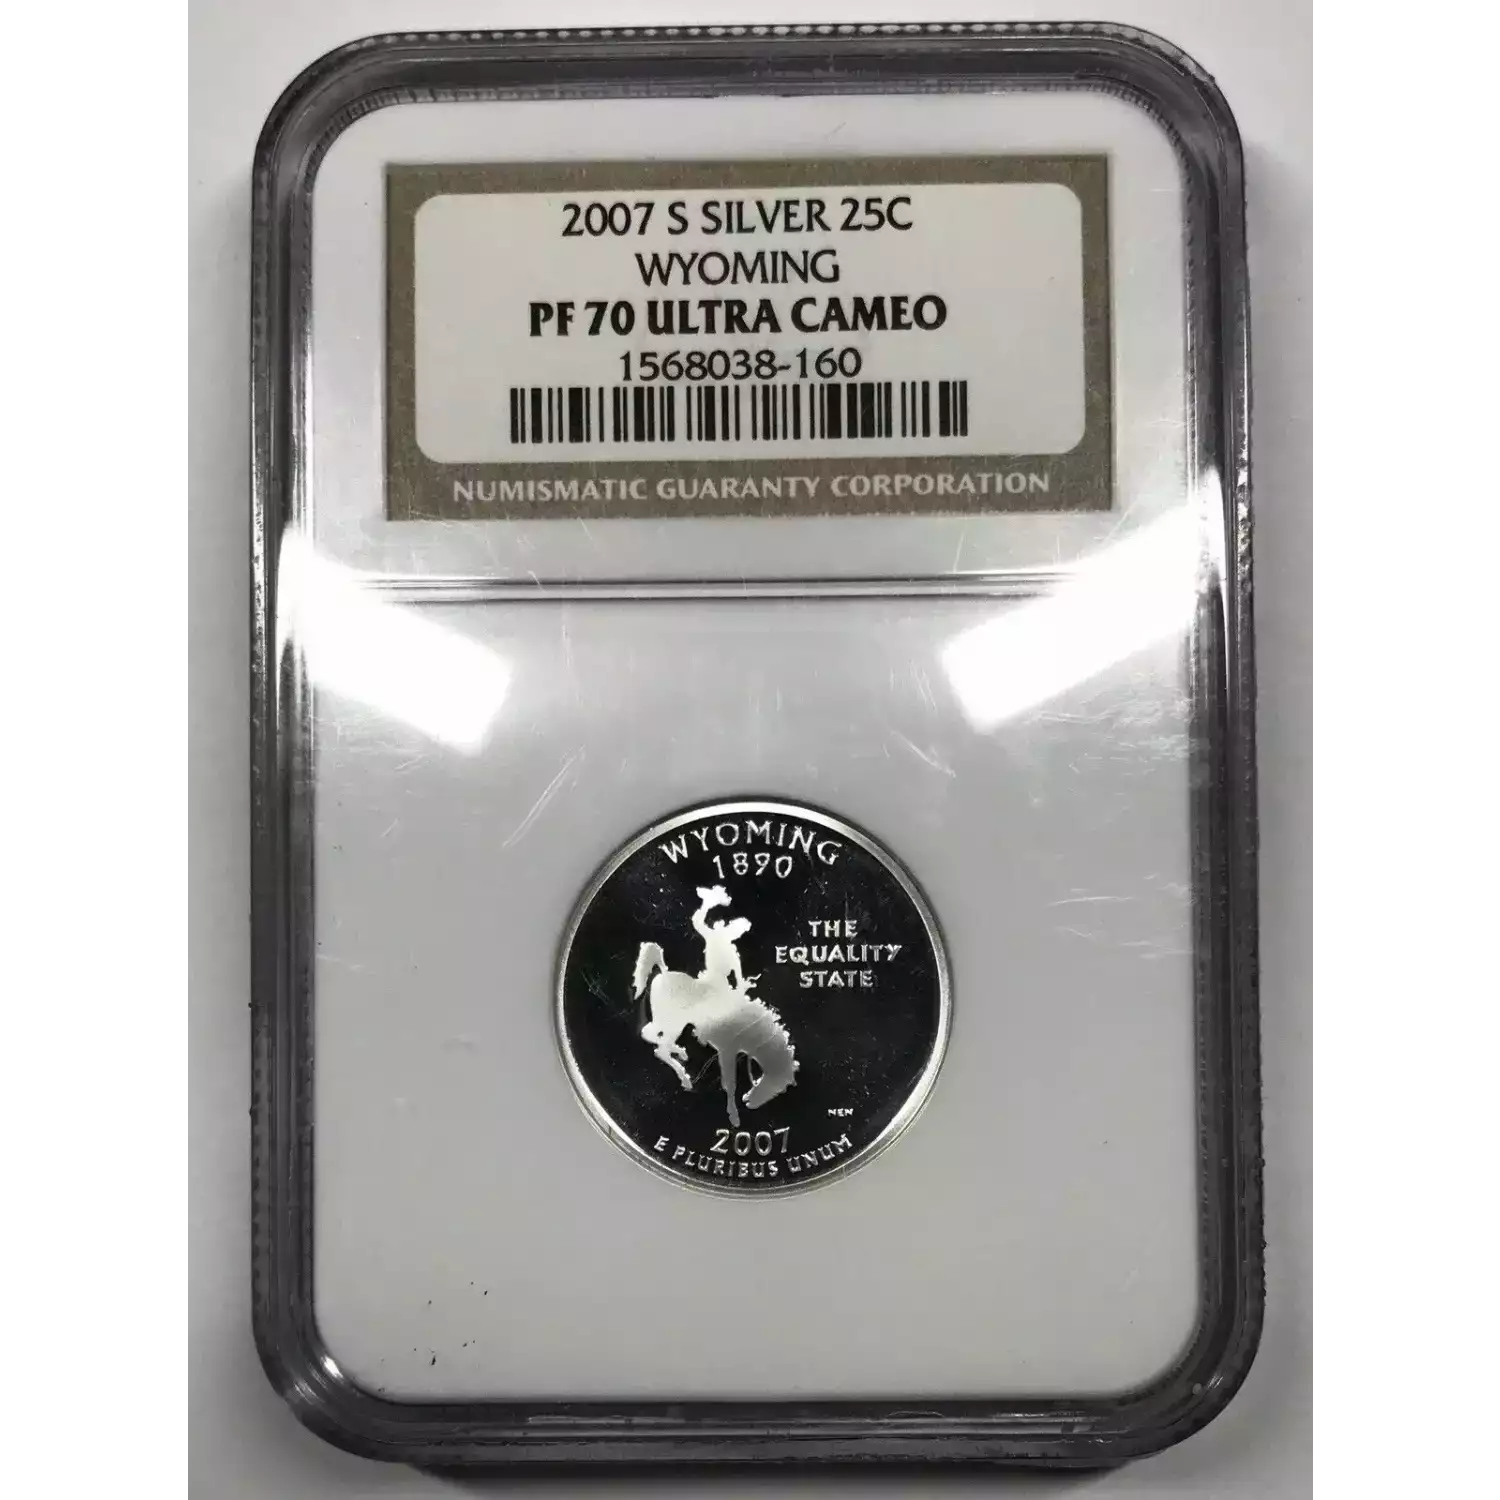 2007 S SILVER 25C
WYOMING
PF 70 ULTRA CAMEO
1568038-160
NUMISMATIC GUARANTY CORPORATION
WYOMING
1890
THE
EQUALITY
STATE
NEN
2007
E PLURIBUS UNUM